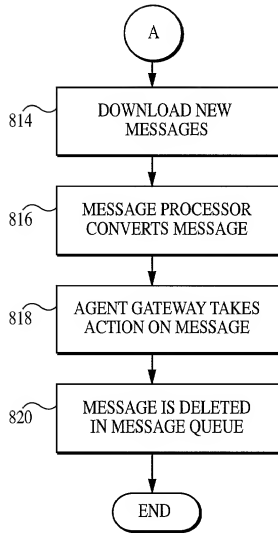 A
814
DOWNLOAD NEW
MESSAGES
816
MESSAGE PROCESSOR
CONVERTS MESSAGE
818
AGENT GATEWAY TAKES
ACTION ON MESSAGE
820
MESSAGE IS DELETED
IN MESSAGE QUEUE
END